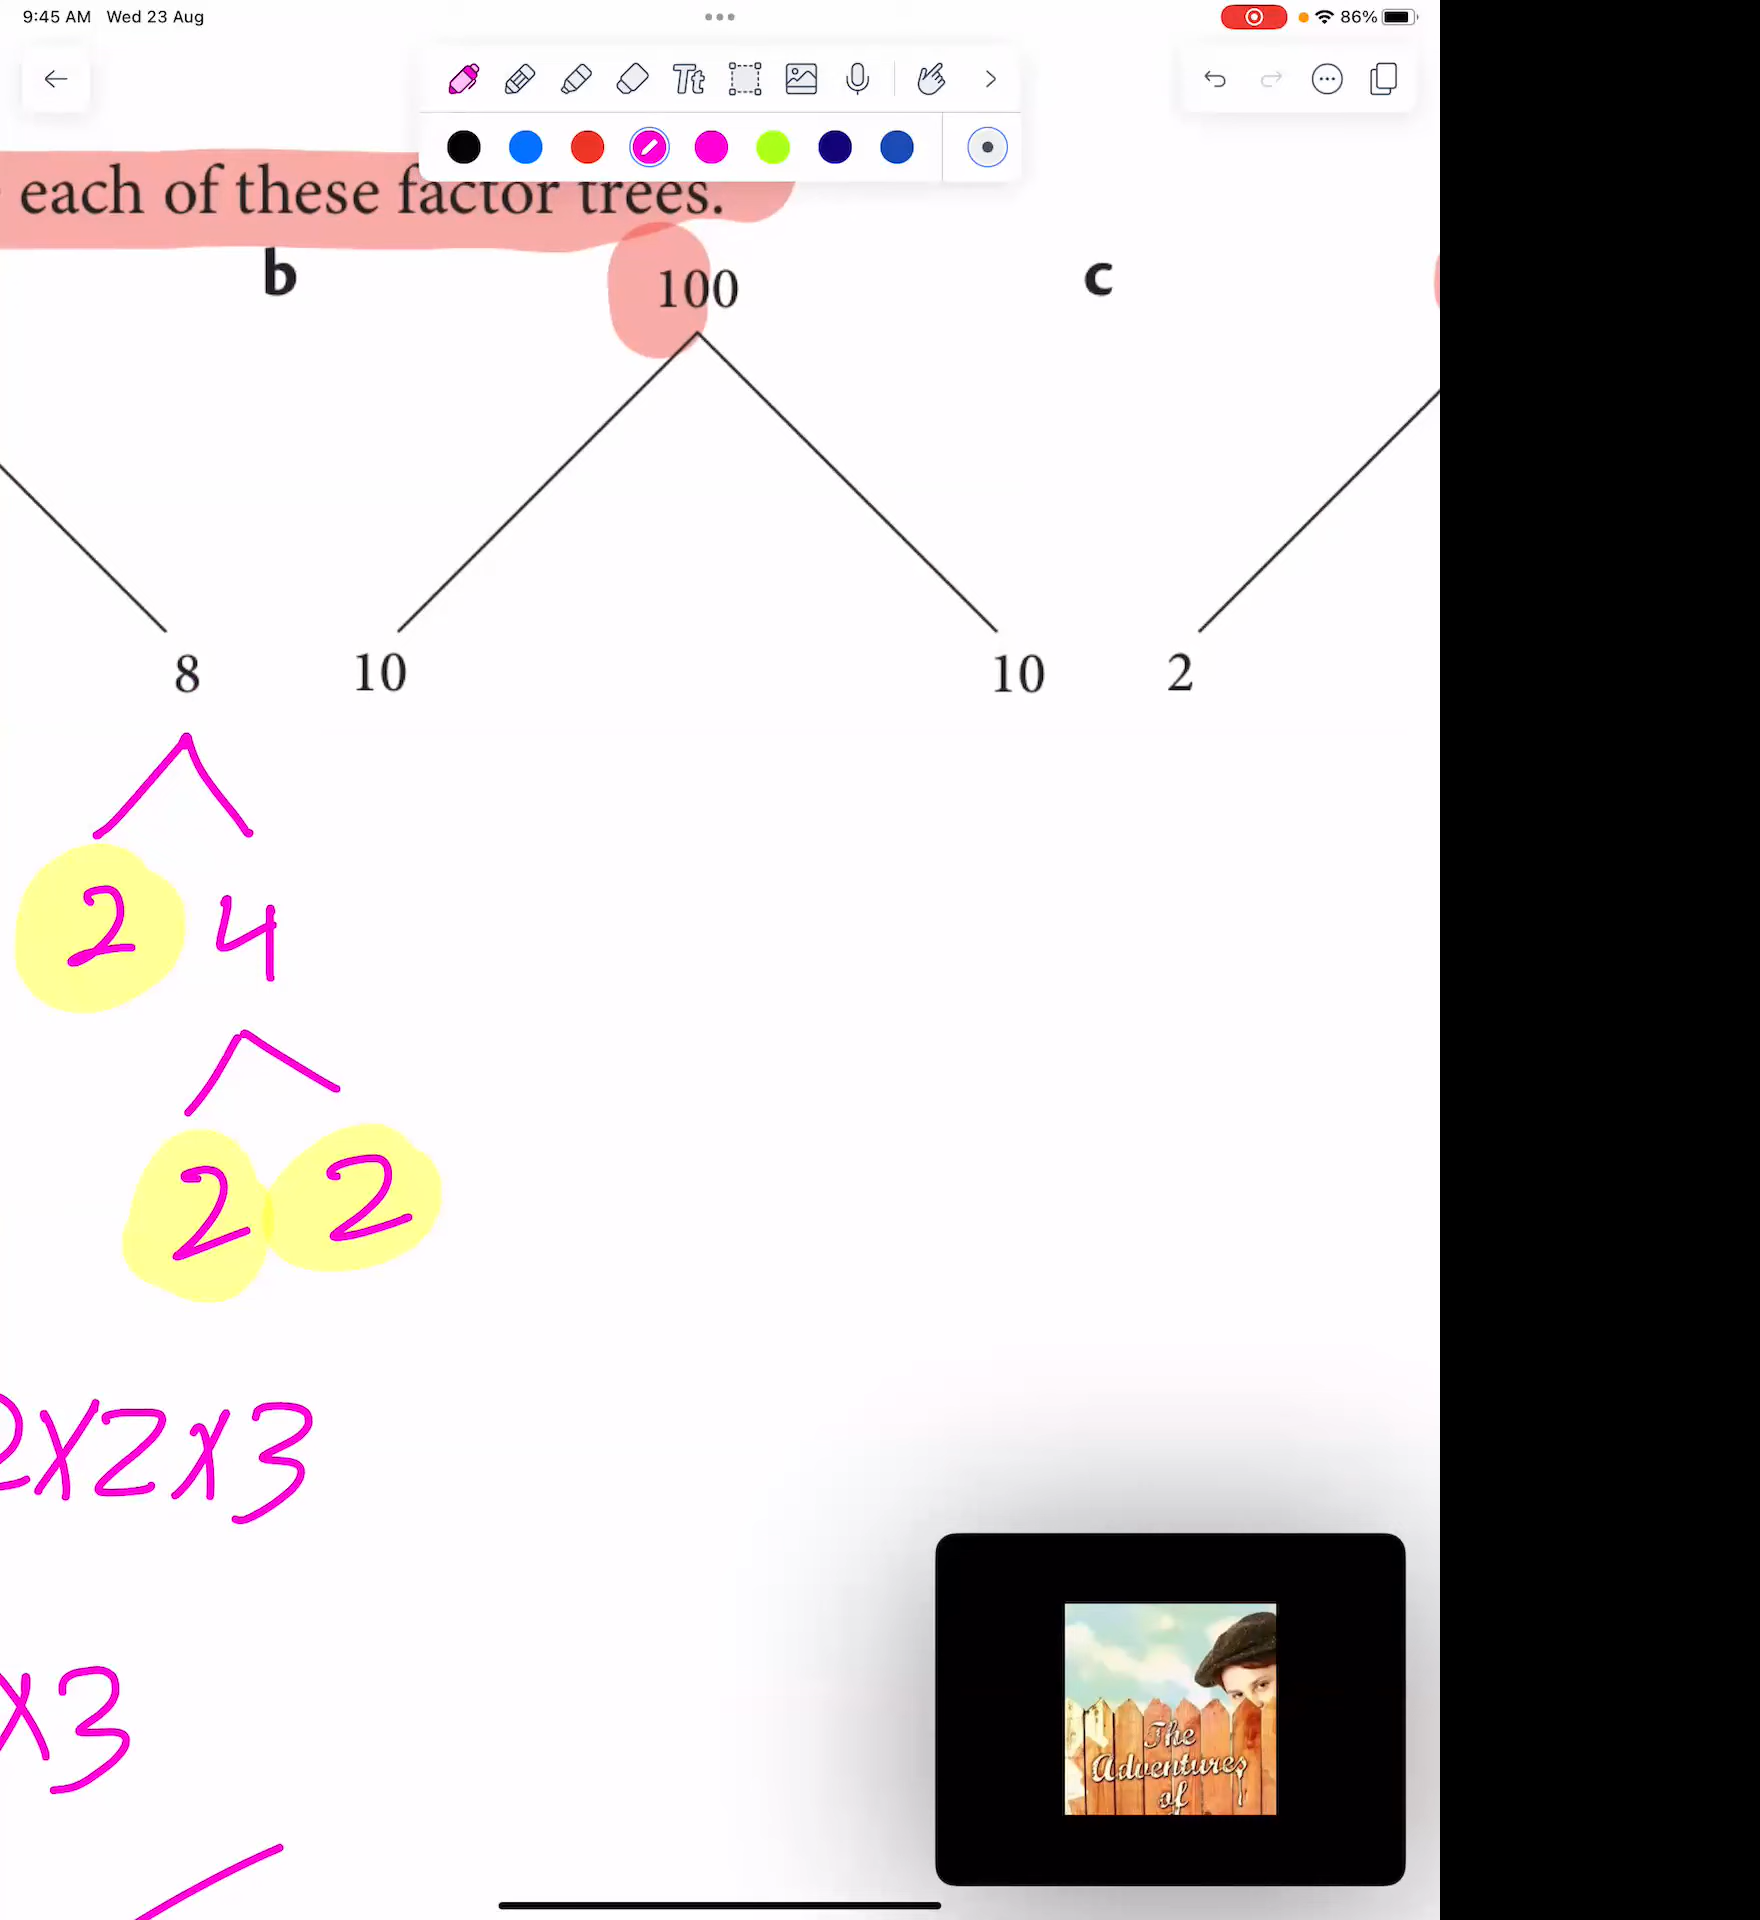 9:45 AM Wed 23 Aug
86%
Tt
each of these factor trees.
b
100
c
8
10
10
2
2 4
2 2
2x2x3
x3
The
Adventures
of